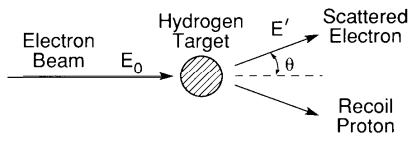 Hydrogen
Target
Electron
Beam
E₀
E′
Scattered
Electron
θ
Recoil
Proton